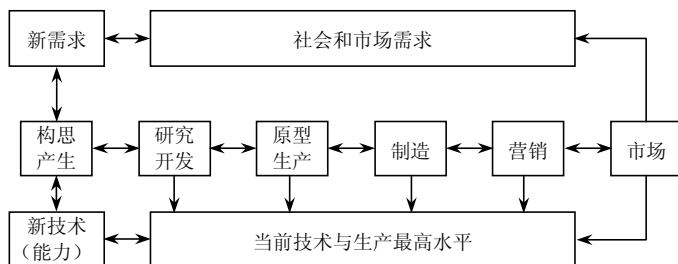 新需求
社会和市场需求
构思
产生
研究
开发
原型
生产
制造
营销
市场
新技术
（能力）
当前技术与生产最高水平